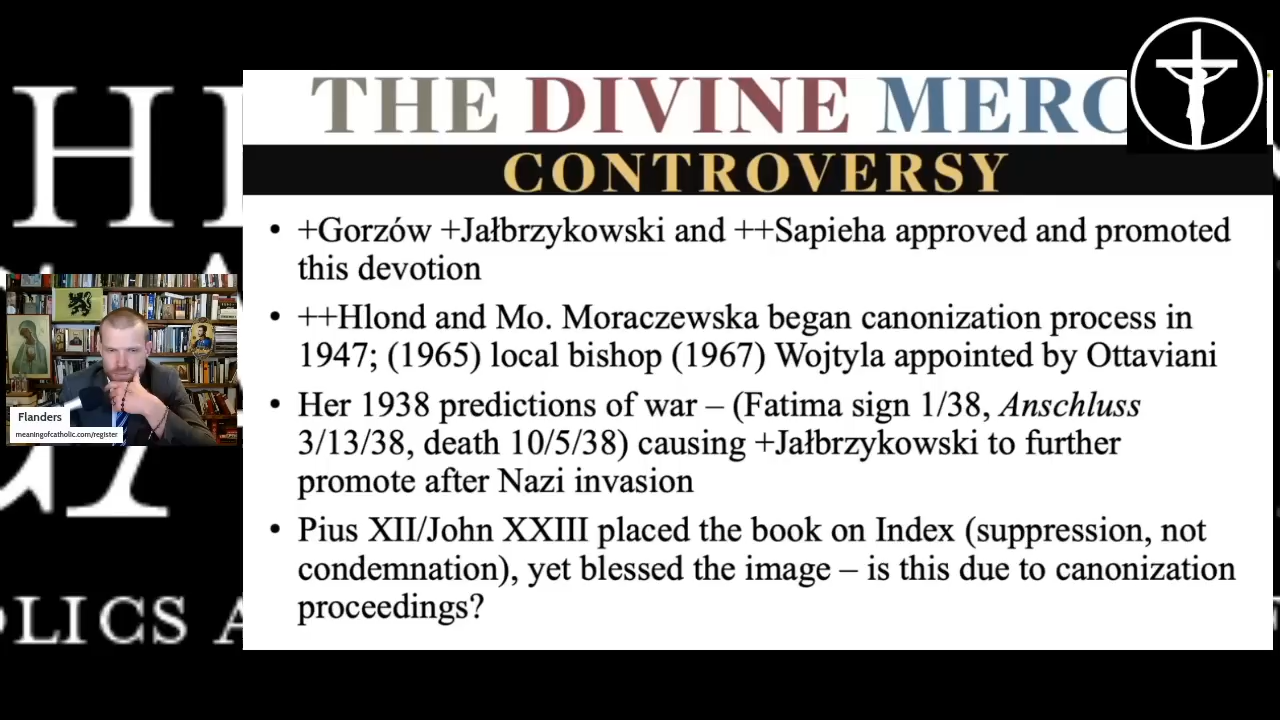 THE DIVINE MERC
CONTROVERSY
• +Gorzów +Jałbrzykowski and ++Sapieha approved and promoted
this devotion
• ++Hlond and Mo. Moraczewska began canonization process in
1947; (1965) local bishop (1967) Wojtyla appointed by Ottaviani
• Her 1938 predictions of war – (Fatima sign 1/38, Anschluss
3/13/38, death 10/5/38) causing +Jałbrzykowski to further
promote after Nazi invasion
• Pius XII/John XXIII placed the book on Index (suppression, not
condemnation), yet blessed the image – is this due to canonization
proceedings?
Flanders
meaningofcatholic.com/register
OLICS A